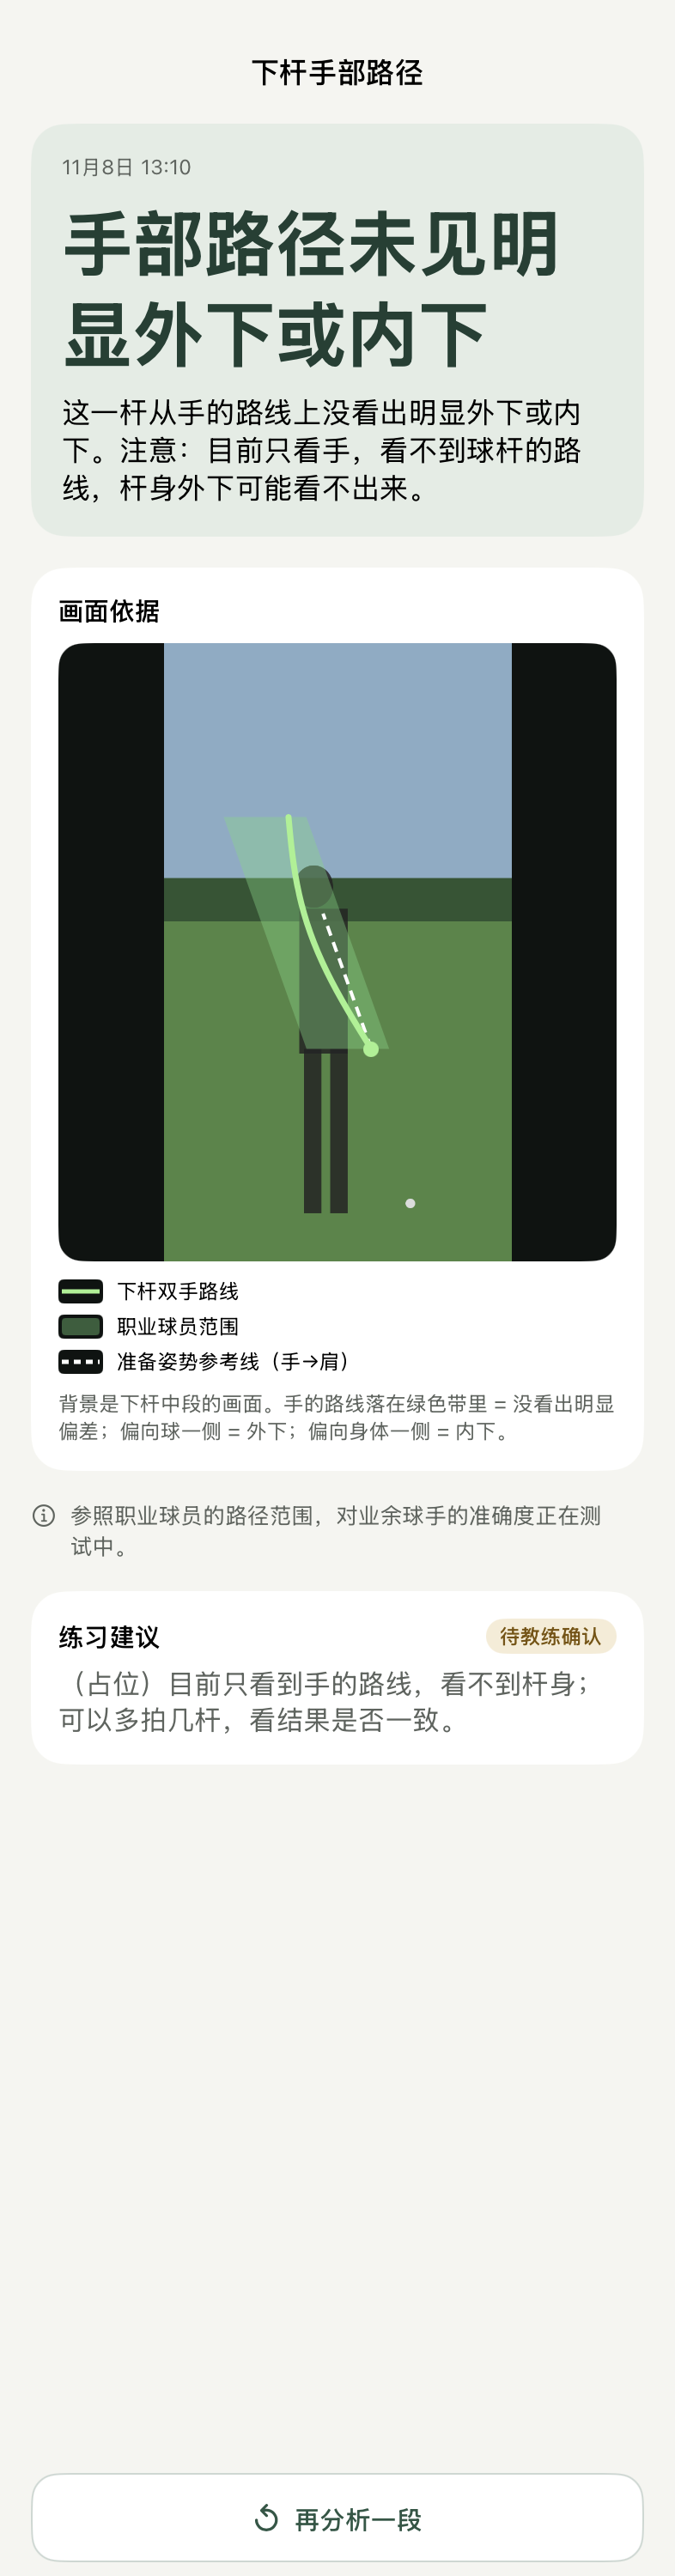 下杆手部路径
11月8日 13:10
手部路径未见明
显外下或内下
这一杆从手的路线上没看出明显外下或内
下。注意：目前只看手，看不到球杆的路
线，杆身外下可能看不出来。
画面依据
下杆双手路线
职业球员范围
准备姿势参考线（手→肩）
背景是下杆中段的画面。手的路线落在绿色带里 = 没看出明显
偏差；偏向球一侧 = 外下；偏向身体一侧 = 内下。
参照职业球员的路径范围，对业余球手的准确度正在测
试中。
练习建议
待教练确认
（占位）目前只看到手的路线，看不到杆身；
可以多拍几杆，看结果是否一致。
再分析一段